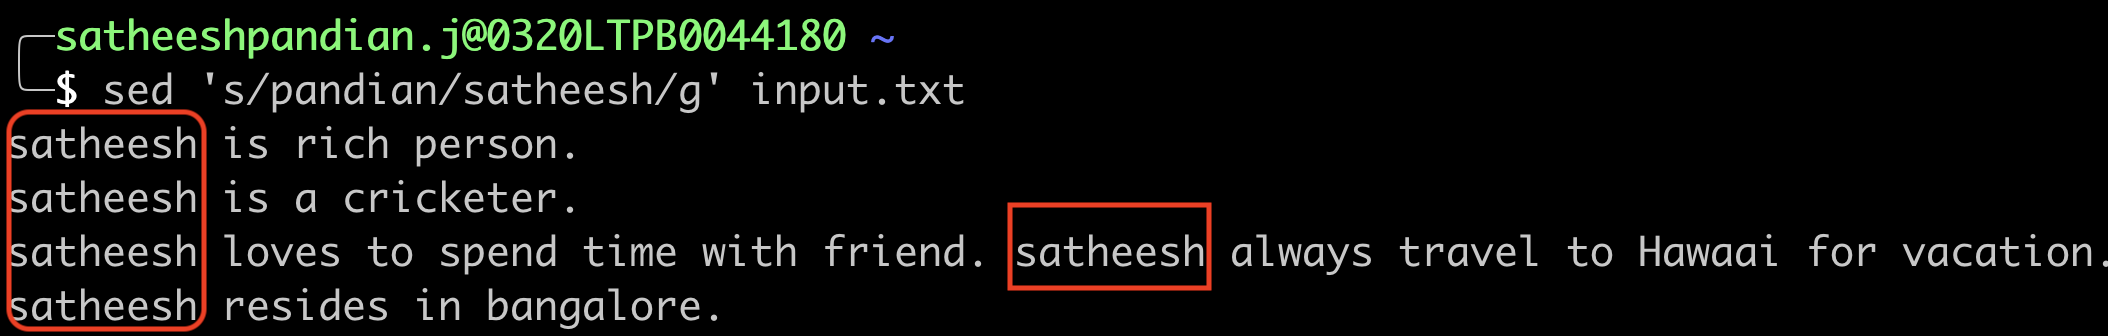 satheeshpandian.j@0320LTPB0044180 ~
$ sed 's/pandian/satheesh/g' input.txt
satheesh is rich person.
satheesh is a cricketer.
satheesh loves to spend time with friend. satheesh always travel to Hawaai for vacation.
satheesh resides in bangalore.